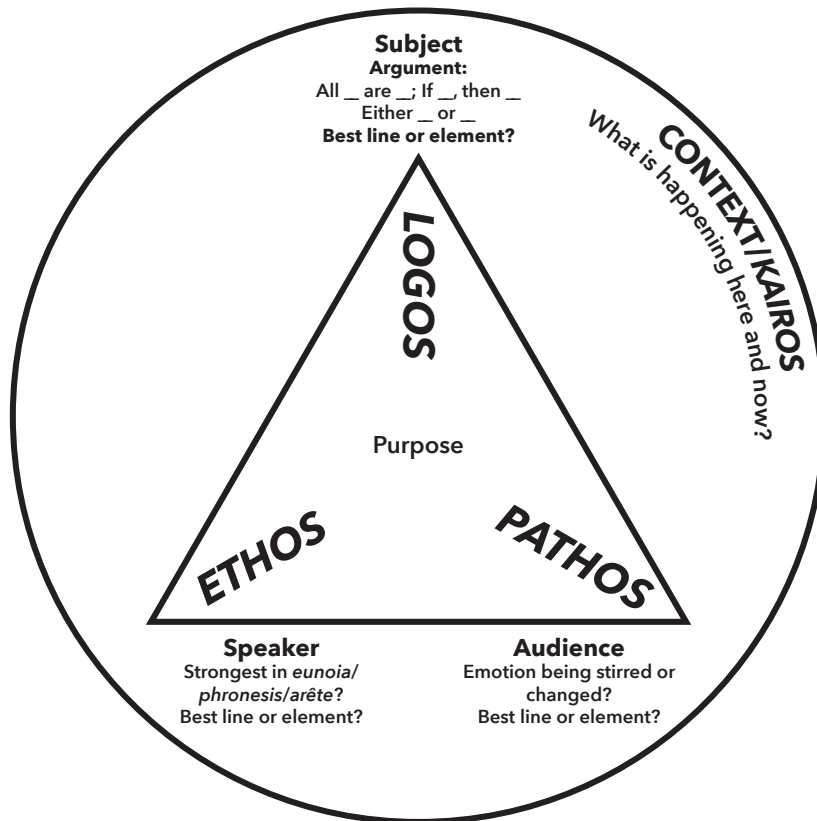 Subject
Argument:
All __ are __; If __, then __
Either __ or __
Best line or element?
CONTEXT/KAIROS
What is happening here and now?
LOGOS
Purpose
ETHOS
PATHOS
Speaker
Strongest in eunoia/
phronesis/arête?
Best line or element?
Audience
Emotion being stirred or
changed?
Best line or element?